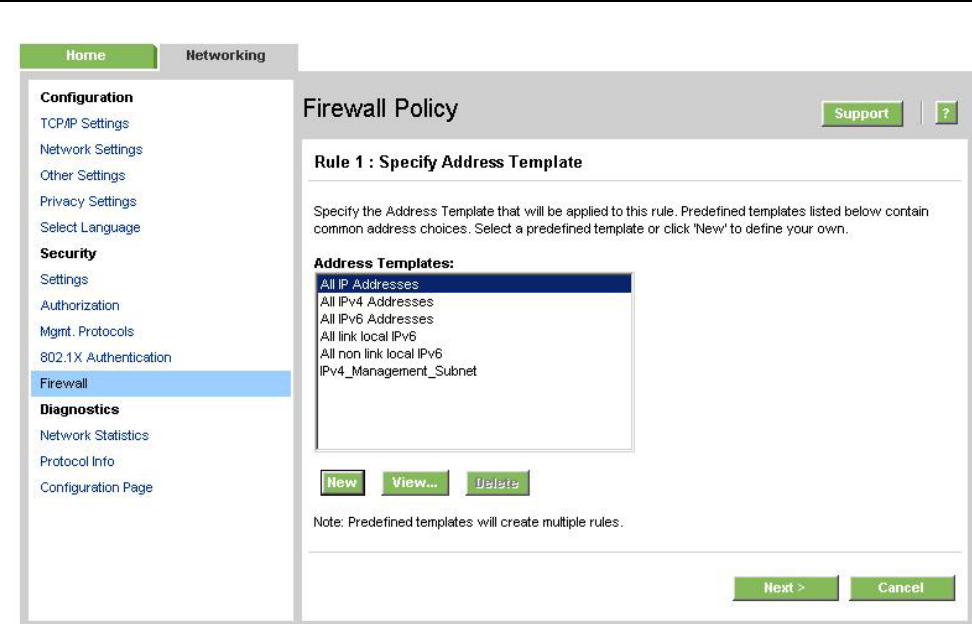 Home
Networking
Configuration
TCP/IP Settings
Network Settings
Other Settings
Privacy Settings
Select Language
Security
Settings
Authorization
Mgmt. Protocols
802.1X Authentication
Firewall
Diagnostics
Network Statistics
Protocol Info
Configuration Page
Firewall Policy
Support
?
Rule 1 : Specify Address Template
Specify the Address Template that will be applied to this rule. Predefined templates listed below contain
common address choices. Select a predefined template or click 'New' to define your own.
Address Templates:
All IP Addresses
All IPv4 Addresses
All IPv6 Addresses
All link local IPv6
All non link local IPv6
IPv4_Management_Subnet
New
View...
Delete
Note: Predefined templates will create multiple rules.
Next >
Cancel